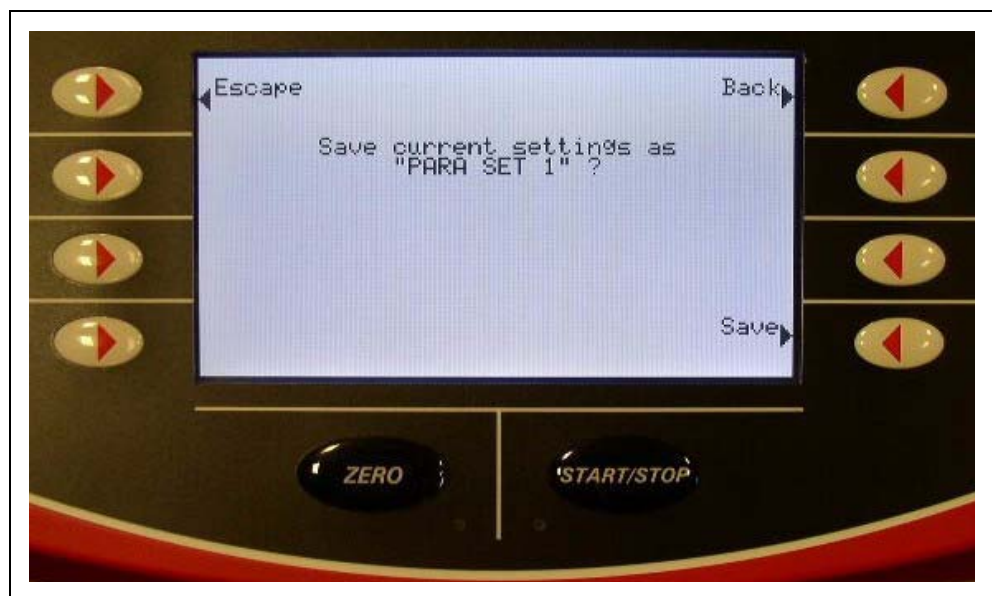 Escape
Back
Save current settings as
"PARA SET 1" ?
Save
ZERO
START/STOP